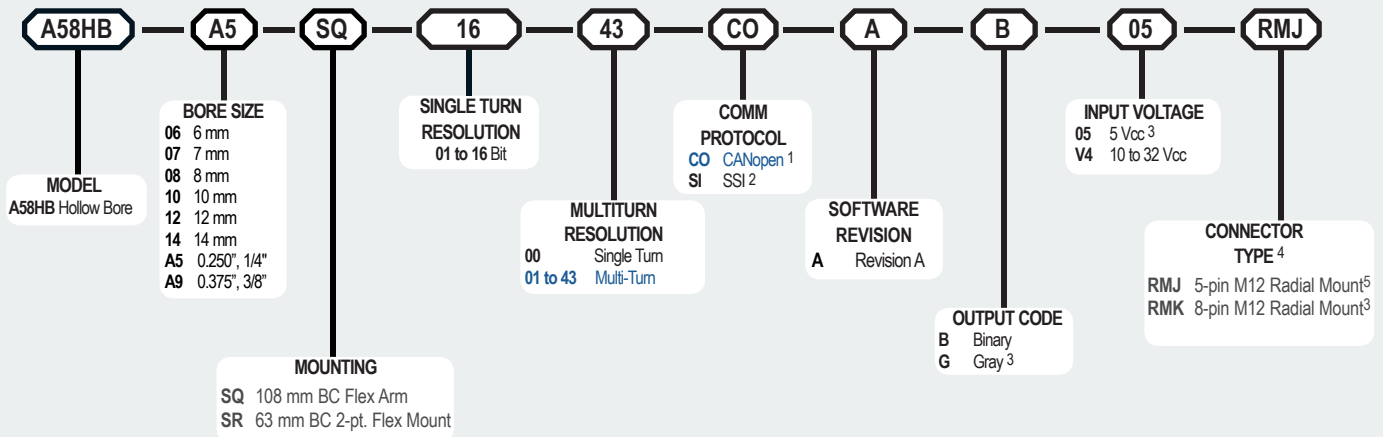 A58HB A5 SQ 16 43 CO A B 05 RMJ
MODEL
A58HB Hollow Bore
BORE SIZE
06 6 mm
07 7 mm
08 8 mm
10 10 mm
12 12 mm
14 14 mm
A5 0.250", 1/4"
A9 0.375", 3/8"
MOUNTING
SQ 108 mm BC Flex Arm
SR 63 mm BC 2-pt. Flex Mount
SINGLE TURN
RESOLUTION
01 to 16 Bit
MULTITURN
RESOLUTION
00 Single Turn
01 to 43 Multi-Turn
COMM
PROTOCOL
CO CANopen 1
SI SSI 2
SOFTWARE
REVISION
A Revision A
OUTPUT CODE
B Binary
G Gray 3
INPUT VOLTAGE
05 5 Vcc 3
V4 10 to 32 Vcc
CONNECTOR
TYPE 4
RMJ 5-pin M12 Radial Mount5
RMK 8-pin M12 Radial Mount3